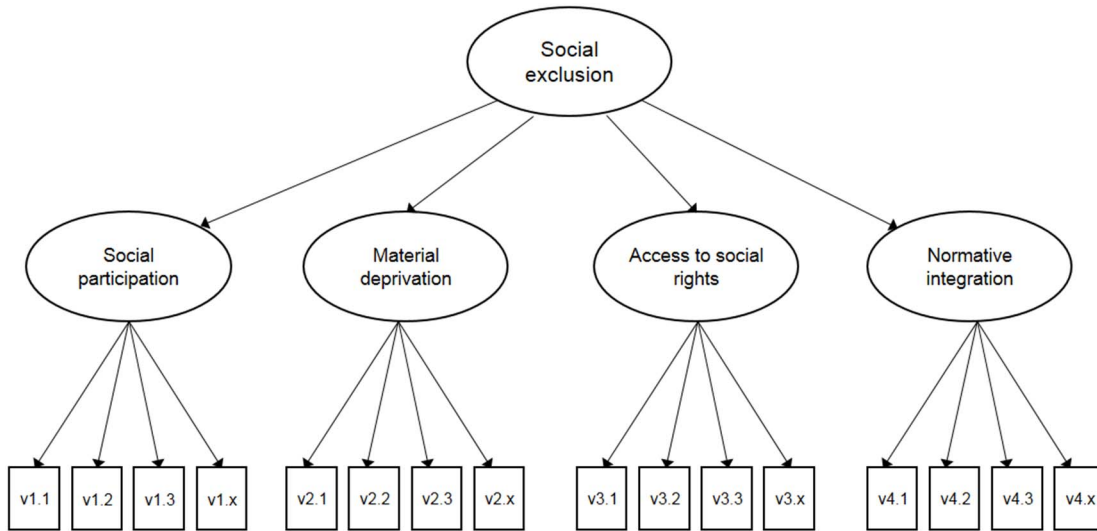 Social
exclusion
Social
participation
Material
deprivation
Access to social
rights
Normative
integration
v1.1 v1.2 v1.3 v1.x v2.1 v2.2 v2.3 v2.x v3.1 v3.2 v3.3 v3.x v4.1 v4.2 v4.3 v4.x